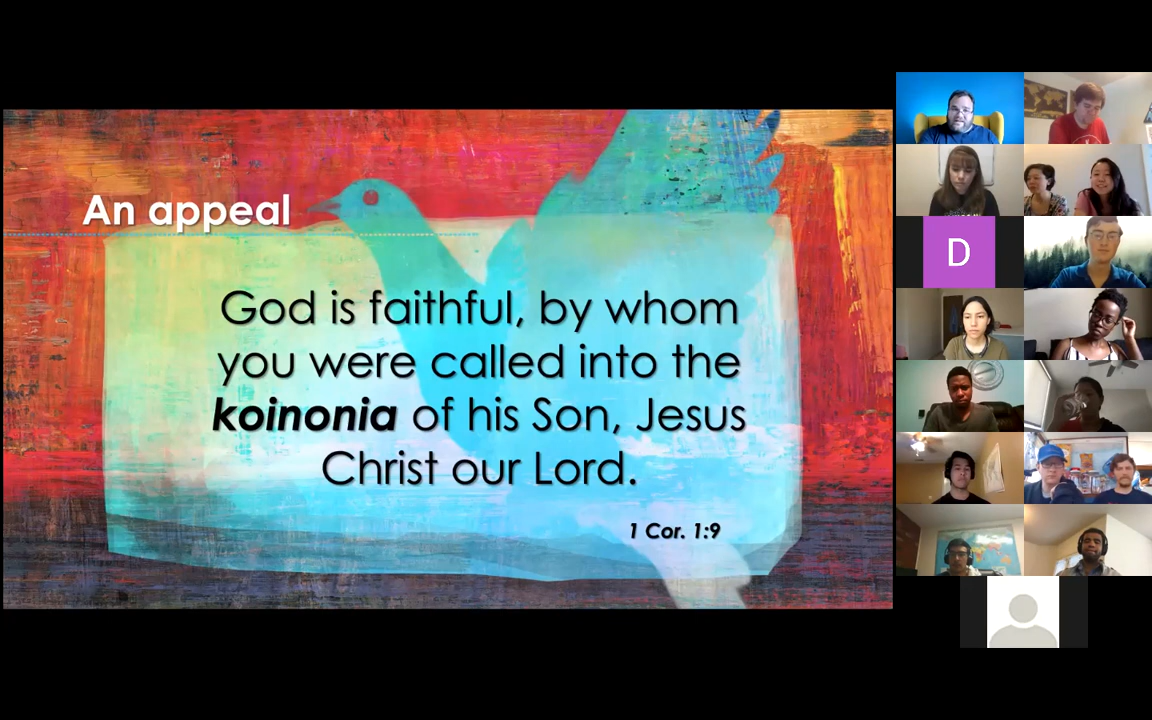 An appeal
God is faithful, by whom
you were called into the
koinonia of his Son, Jesus
Christ our Lord.
1 Cor. 1:9
D